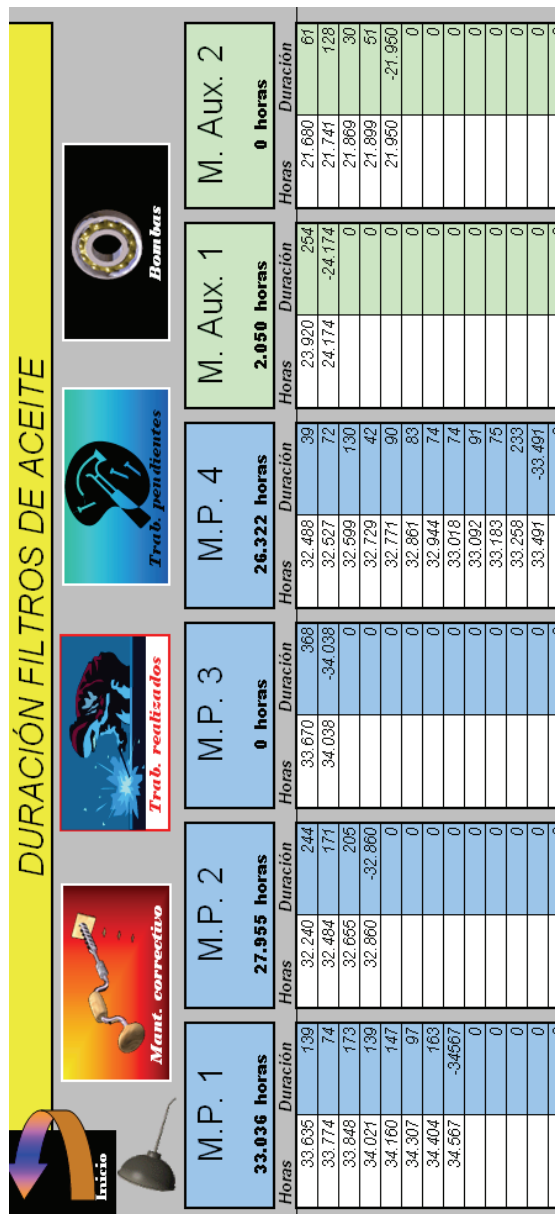 DURACIÓN FILTROS DE ACEITE
Inicio
Mant. correctivo Trab. realizados Trab. pendientes Bombas
M.P. 1 M.P. 2 M.P. 3 M.P. 4 M. Aux. 1 M. Aux. 2
33.036 horas 27.955 horas 0 horas 26.322 horas 2.050 horas 0 horas
Horas Duración Horas Duración Horas Duración Horas Duración Horas Duración Horas Duración
33.635 139 32.240 244 33.670 368 32.488 39 23.920 254 21.680 61
33.774 74 32.484 171 34.038 -34.038 32.527 72 24.174 -24.174 21.741 128
33.848 173 32.655 205 0 32.599 130 0 21.869 30
34.021 139 32.860 -32.860 0 32.729 42 0 21.899 51
34.160 147 0 0 32.771 90 0 21.950 -21.950
34.307 97 0 0 32.861 83 0 0
34.404 163 0 0 32.944 74 0 0
34.567 -34567 0 0 33.018 74 0 0
0 0 0 33.092 91 0 0
0 0 0 33.183 75 0 0
0 0 0 33.258 233 0 0
0 0 0 33.491 -33.491 0 0